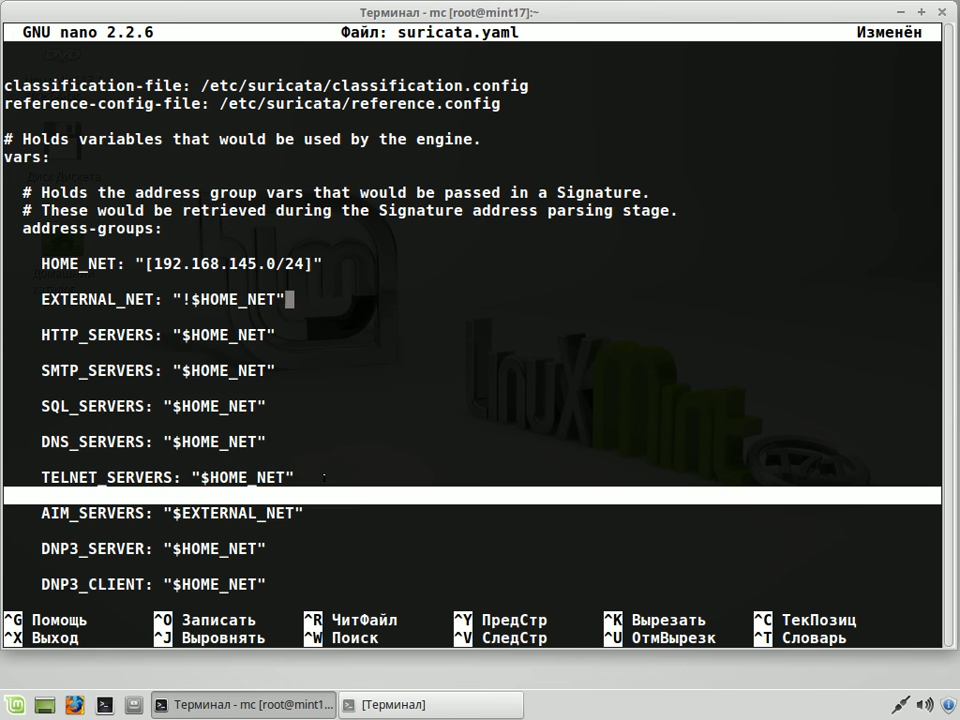 Терминал - mc [root@mint17]:~
GNU nano 2.2.6 Файл: suricata.yaml Изменён
classification-file: /etc/suricata/classification.config
reference-config-file: /etc/suricata/reference.config
# Holds variables that would be used by the engine.
vars:
# Holds the address group vars that would be passed in a Signature.
# These would be retrieved during the Signature address parsing stage.
address-groups:
HOME_NET: "[192.168.145.0/24]"
EXTERNAL_NET: "!$HOME_NET"
HTTP_SERVERS: "$HOME_NET"
SMTP_SERVERS: "$HOME_NET"
SQL_SERVERS: "$HOME_NET"
DNS_SERVERS: "$HOME_NET"
TELNET_SERVERS: "$HOME_NET"
AIM_SERVERS: "$EXTERNAL_NET"
DNP3_SERVER: "$HOME_NET"
DNP3_CLIENT: "$HOME_NET"
^G Помощь ^O Записать ^R ЧитФайл ^Y ПредСтр ^K Вырезать ^C ТекПозиц
^X Выход ^J Выровнять ^W Поиск ^V СледСтр ^U ОтмВырезк ^T Словарь
Linux Mint
Терминал - mc [root@mint1... [Терминал]